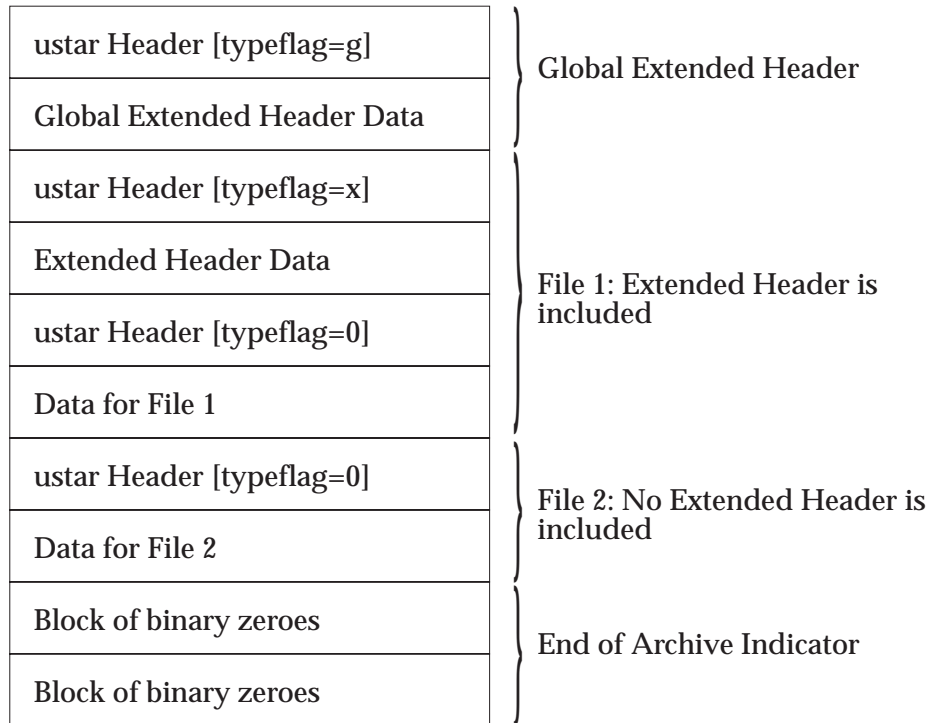 ustar Header [typeflag=g]
Global Extended Header Data
Global Extended Header
ustar Header [typeflag=x]
Extended Header Data
ustar Header [typeflag=0]
Data for File 1
File 1: Extended Header is
included
ustar Header [typeflag=0]
Data for File 2
File 2: No Extended Header is
included
Block of binary zeroes
Block of binary zeroes
End of Archive Indicator